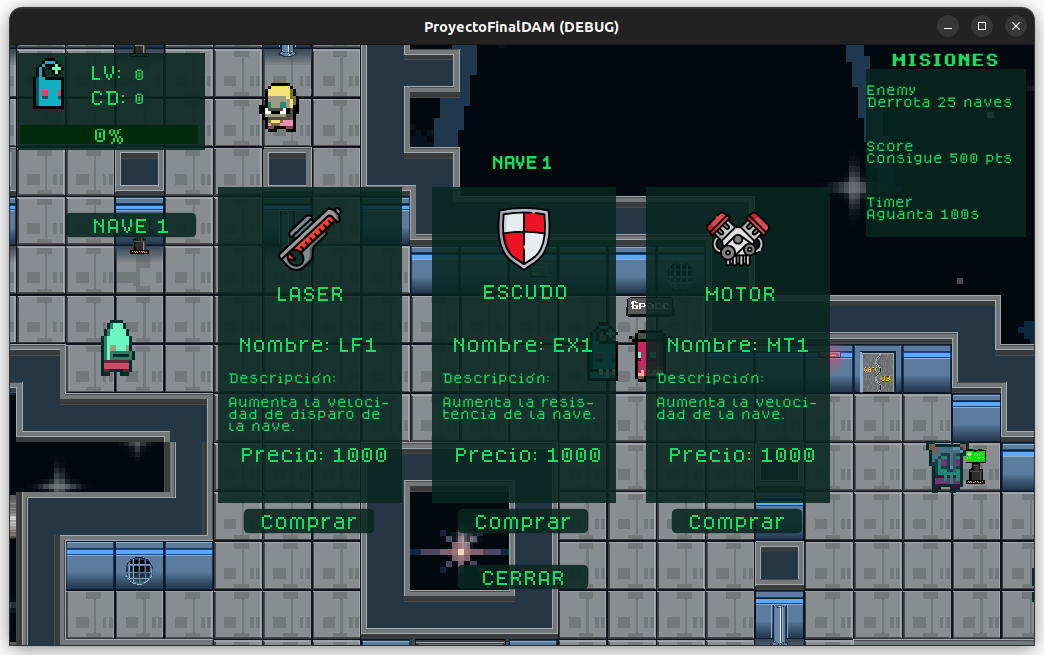 ProyectoFinalDAM (DEBUG)
LV: 0
CD: 0
0%
MISIONES
Enemy
Derrota 25 naves
Score
Consigue 500 pts
Timer
Aguanta 100s
NAVE 1
NAVE 1
LASER
Nombre: LF1
Descripción:
Aumenta la veloci-
dad de disparo de
la nave.
Precio: 1000
Comprar
ESCUDO
Nombre: EX1
Descripción:
Aumenta la resis-
tencia de la nave.
Precio: 1000
Comprar
MOTOR
Nombre: MT1
Descripción:
Aumenta la veloci-
dad de la nave.
Precio: 1000
Comprar
Space
CERRAR